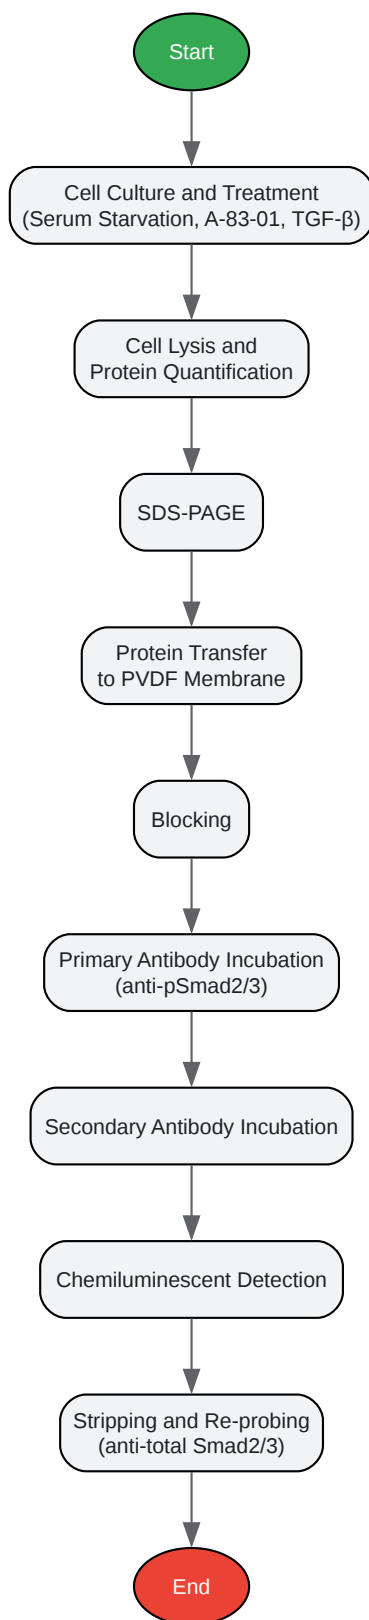 Start
Cell Culture and Treatment
(Serum Starvation, A-83-01, TGF-β)
Cell Lysis and
Protein Quantification
SDS-PAGE
Protein Transfer
to PVDF Membrane
Blocking
Primary Antibody Incubation
(anti-pSmad2/3)
Secondary Antibody Incubation
Chemiluminescent Detection
Stripping and Re-probing
(anti-total Smad2/3)
End